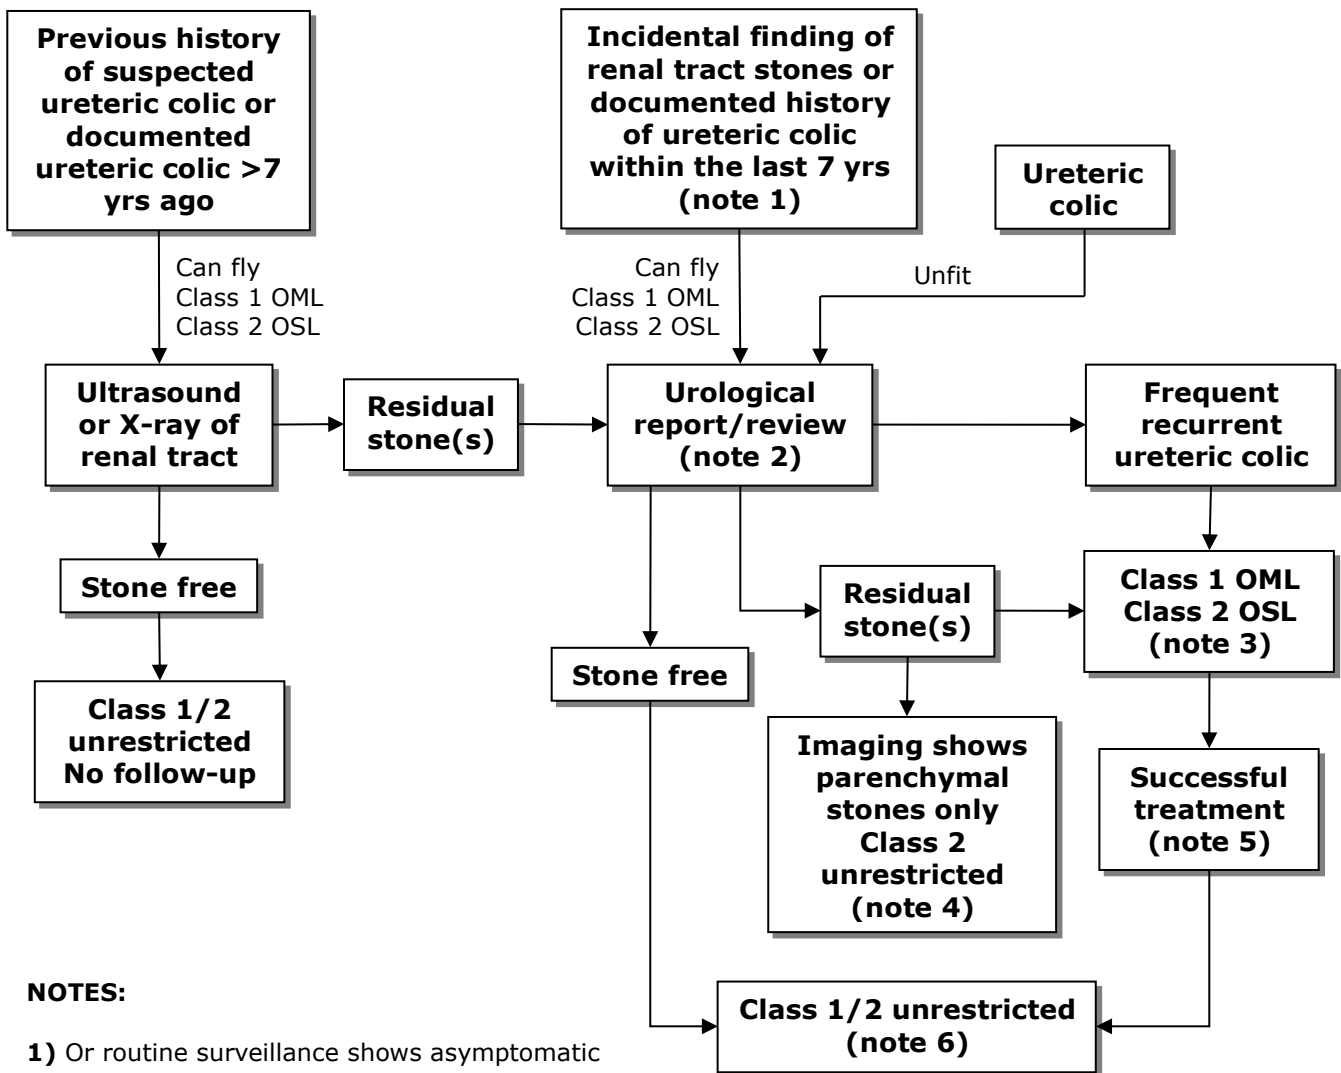 Previous history
of suspected
ureteric colic or
documented
ureteric colic >7
yrs ago
Incidental finding of
renal tract stones or
documented history
of ureteric colic
within the last 7 yrs
(note 1)
Ureteric
colic
Can fly
Class 1 OML
Class 2 OSL
Can fly
Class 1 OML
Class 2 OSL
Unfit
Ultrasound
or X-ray of
renal tract
Residual
stone(s)
Urological
report/review
(note 2)
Frequent
recurrent
ureteric colic
Stone free
Class 1/2
unrestricted
No follow-up
Stone free
Residual
stone(s)
Class 1 OML
Class 2 OSL
(note 3)
Imaging shows
parenchymal
stones only
Class 2
unrestricted
(note 4)
Successful
treatment
(note 5)
Class 1/2 unrestricted
(note 6)
NOTES:
1) Or routine surveillance shows asymptomatic